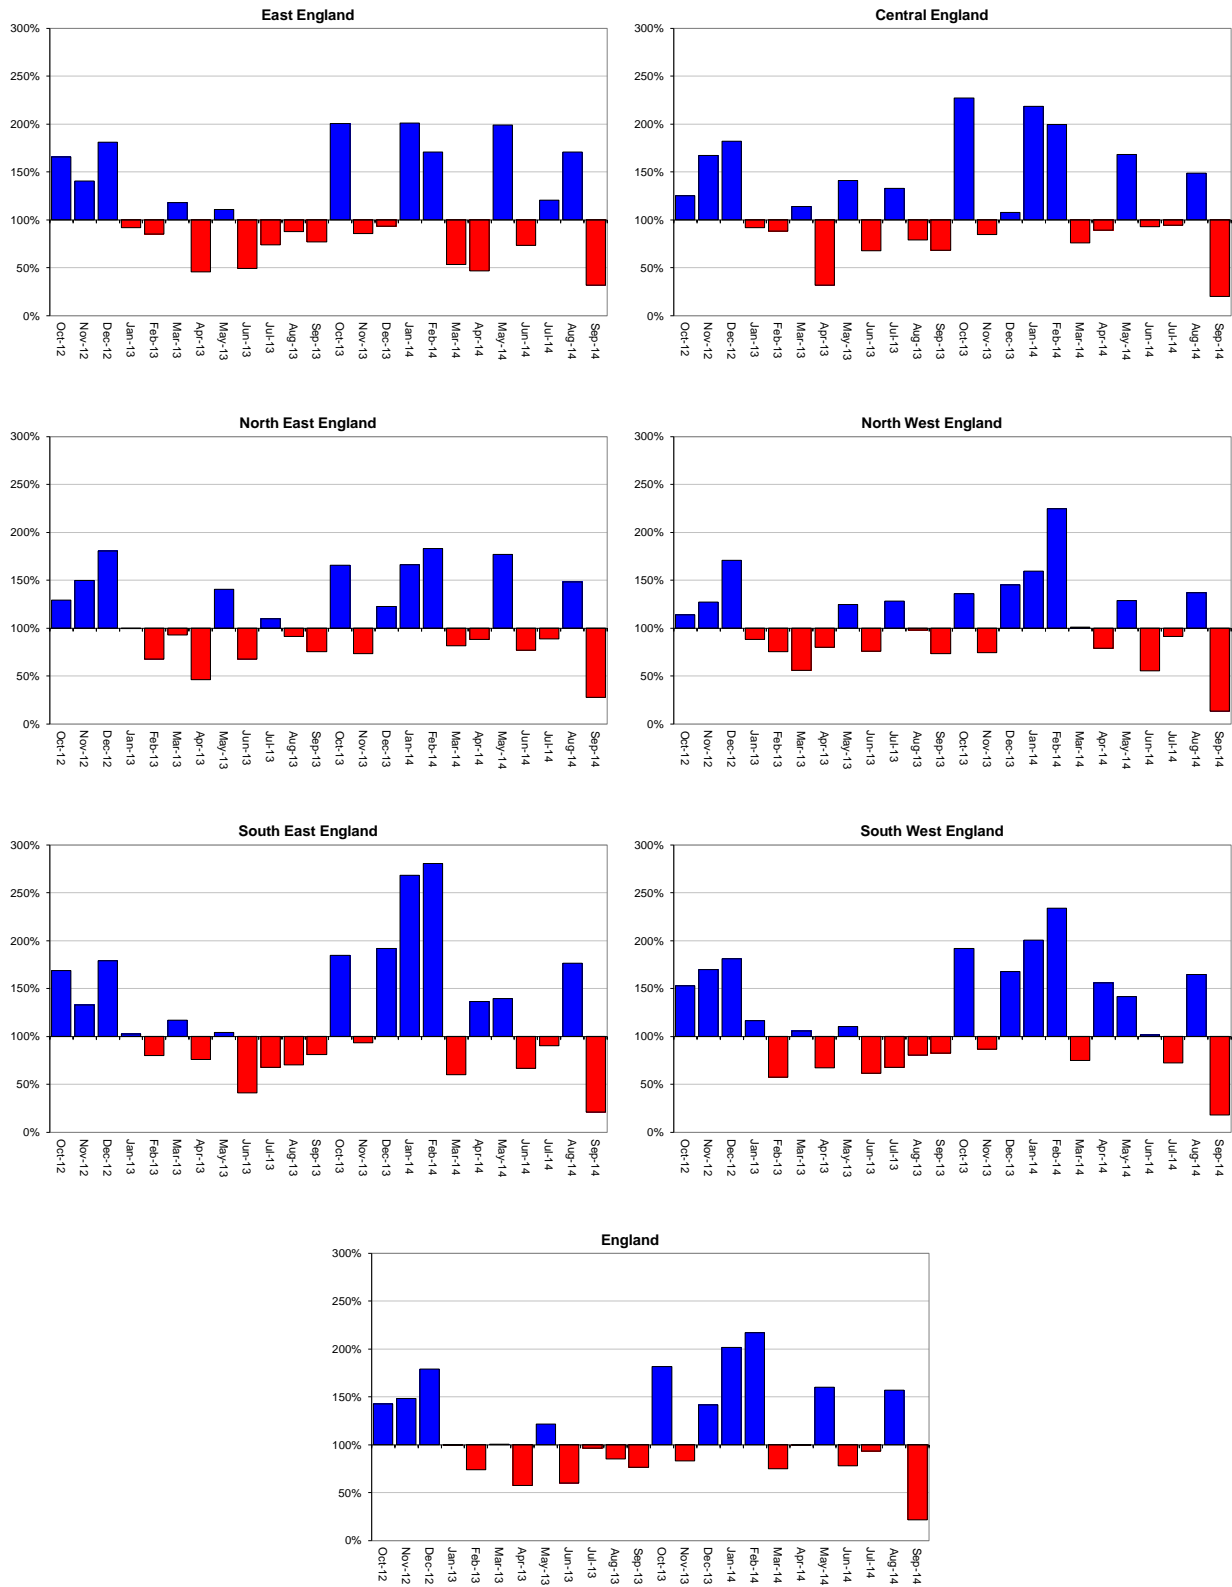 East England
300%
250%
200%
150%
100%
50%
0%
Oct-12
Nov-12
Dec-12
Jan-13
Feb-13
Mar-13
Apr-13
May-13
Jun-13
Jul-13
Aug-13
Sep-13
Oct-13
Nov-13
Dec-13
Jan-14
Feb-14
Mar-14
Apr-14
May-14
Jun-14
Jul-14
Aug-14
Sep-14
Central England
300%
250%
200%
150%
100%
50%
0%
Oct-12
Nov-12
Dec-12
Jan-13
Feb-13
Mar-13
Apr-13
May-13
Jun-13
Jul-13
Aug-13
Sep-13
Oct-13
Nov-13
Dec-13
Jan-14
Feb-14
Mar-14
Apr-14
May-14
Jun-14
Jul-14
Aug-14
Sep-14
North East England
300%
250%
200%
150%
100%
50%
0%
Oct-12
Nov-12
Dec-12
Jan-13
Feb-13
Mar-13
Apr-13
May-13
Jun-13
Jul-13
Aug-13
Sep-13
Oct-13
Nov-13
Dec-13
Jan-14
Feb-14
Mar-14
Apr-14
May-14
Jun-14
Jul-14
Aug-14
Sep-14
North West England
300%
250%
200%
150%
100%
50%
0%
Oct-12
Nov-12
Dec-12
Jan-13
Feb-13
Mar-13
Apr-13
May-13
Jun-13
Jul-13
Aug-13
Sep-13
Oct-13
Nov-13
Dec-13
Jan-14
Feb-14
Mar-14
Apr-14
May-14
Jun-14
Jul-14
Aug-14
Sep-14
South East England
300%
250%
200%
150%
100%
50%
0%
Oct-12
Nov-12
Dec-12
Jan-13
Feb-13
Mar-13
Apr-13
May-13
Jun-13
Jul-13
Aug-13
Sep-13
Oct-13
Nov-13
Dec-13
Jan-14
Feb-14
Mar-14
Apr-14
May-14
Jun-14
Jul-14
Aug-14
Sep-14
South West England
300%
250%
200%
150%
100%
50%
0%
Oct-12
Nov-12
Dec-12
Jan-13
Feb-13
Mar-13
Apr-13
May-13
Jun-13
Jul-13
Aug-13
Sep-13
Oct-13
Nov-13
Dec-13
Jan-14
Feb-14
Mar-14
Apr-14
May-14
Jun-14
Jul-14
Aug-14
Sep-14
England
300%
250%
200%
150%
100%
50%
0%
Oct-12
Nov-12
Dec-12
Jan-13
Feb-13
Mar-13
Apr-13
May-13
Jun-13
Jul-13
Aug-13
Sep-13
Oct-13
Nov-13
Dec-13
Jan-14
Feb-14
Mar-14
Apr-14
May-14
Jun-14
Jul-14
Aug-14
Sep-14